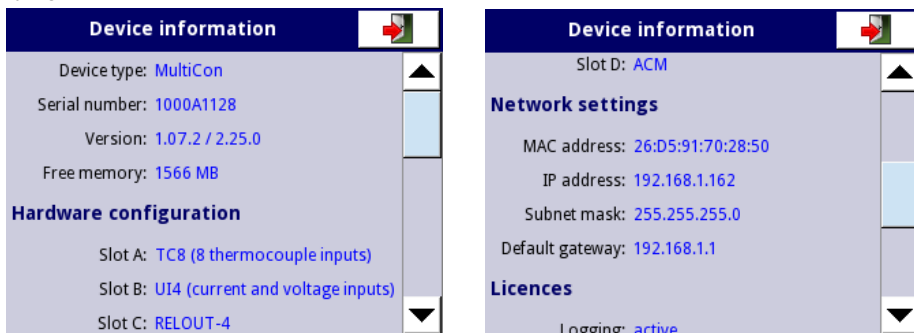 Device information
Device type: MultiCon
Serial number: 1000A1128
Version: 1.07.2 / 2.25.0
Free memory: 1566 MB
Hardware configuration
Slot A: TC8 (8 thermocouple inputs)
Slot B: UI4 (current and voltage inputs)
Slot C: RELOUT-4
Device information
Slot D: ACM
Network settings
MAC address: 26:D5:91:70:28:50
IP address: 192.168.1.162
Subnet mask: 255.255.255.0
Default gateway: 192.168.1.1
Licences
Logging: active